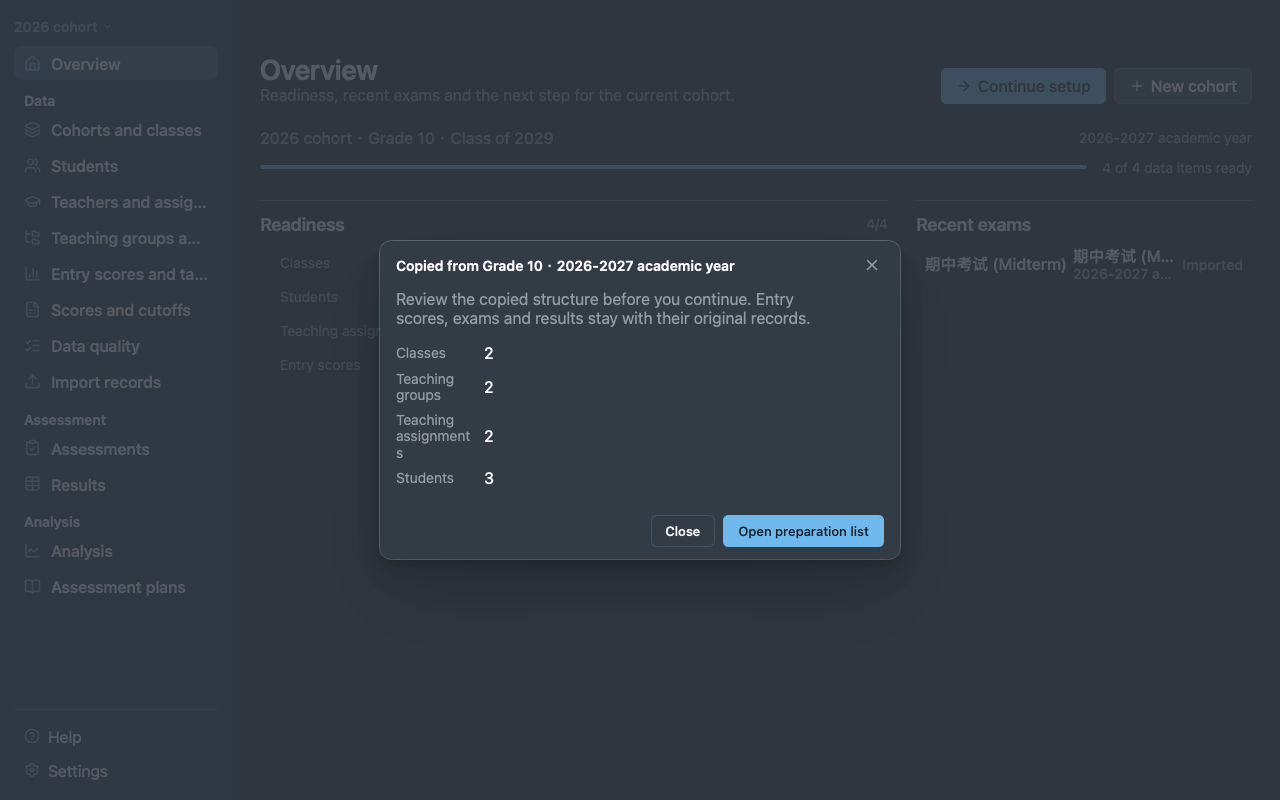 2026 cohort
Overview
Data
Cohorts and classes
Students
Teachers and assig...
Teaching groups a...
Entry scores and ta...
Scores and cutoffs
Data quality
Import records
Assessment
Assessments
Results
Analysis
Analysis
Assessment plans
Help
Settings
Overview
Readiness, recent exams and the next step for the current cohort.
Continue setup
New cohort
2026 cohort · Grade 10 · Class of 2029
2026-2027 academic year
4 of 4 data items ready
Readiness
4/4
Classes
Students
Teaching assign
Entry scores
Recent exams
期中考试 (Midterm)
期中考试 (M...
2026-2027 a...
Imported
Copied from Grade 10 · 2026-2027 academic year
Review the copied structure before you continue. Entry
scores, exams and results stay with their original records.
Classes 2
Teaching
groups 2
Teaching
assignment
s 2
Students 3
Close
Open preparation list